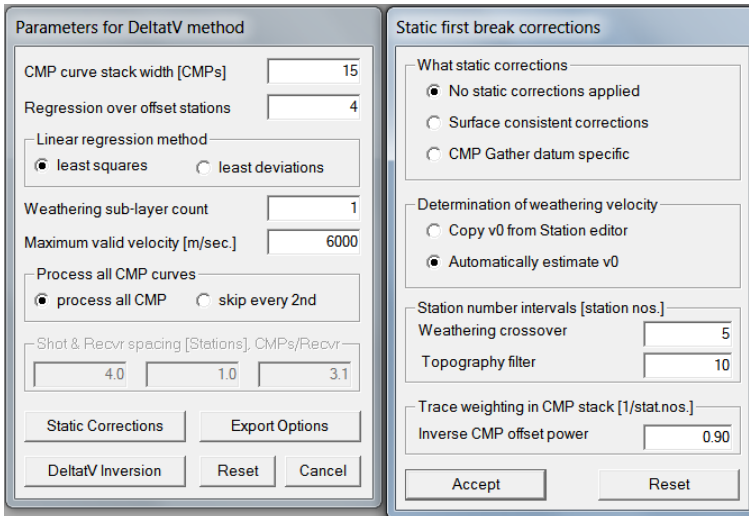 Parameters for DeltatV method
CMP curve stack width [CMPs] 15
Regression over offset stations 4
Linear regression method
least squares least deviations
Weathering sub-layer count 1
Maximum valid velocity [m/sec.] 6000
Process all CMP curves
process all CMP skip every 2nd
Shot & Recvr spacing [Stations], CMPs/Recvr
4.0 1.0 3.1
Static Corrections Export Options
DeltatV Inversion Reset Cancel
Static first break corrections
What static corrections
No static corrections applied
Surface consistent corrections
CMP Gather datum specific
Determination of weathering velocity
Copy v0 from Station editor
Automatically estimate v0
Station number intervals [station nos.]
Weathering crossover 5
Topography filter 10
Trace weighting in CMP stack [1/stat.nos.]
Inverse CMP offset power 0.90
Accept Reset